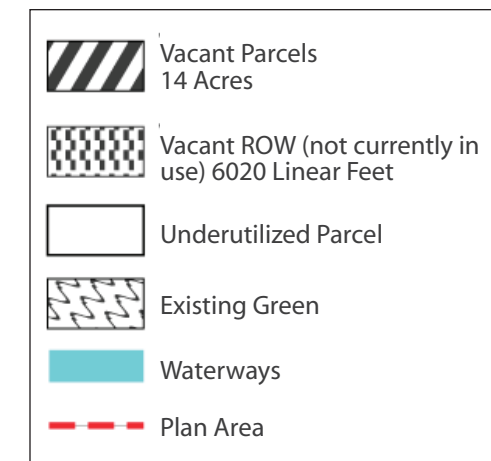 Vacant Parcels
14 Acres
Vacant ROW (not currently in
use) 6020 Linear Feet
Underutilized Parcel
Existing Green
Waterways
Plan Area